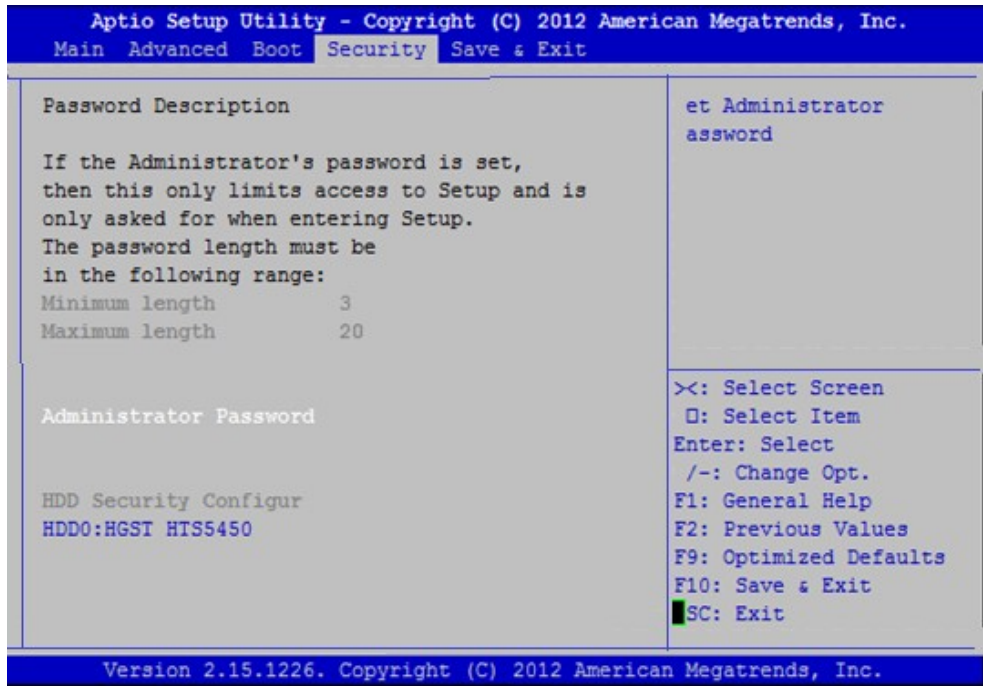 Aptio Setup Utility - Copyright (C) 2012 American Megatrends, Inc.
Main Advanced Boot Security Save & Exit
Password Description
If the Administrator's password is set,
then this only limits access to Setup and is
only asked for when entering Setup.
The password length must be
in the following range:
Minimum length 3
Maximum length 20
Administrator Password
HDD Security Configur
HDD0:HGST HTS5450
et Administrator
assword
><: Select Screen
□: Select Item
Enter: Select
/-: Change Opt.
F1: General Help
F2: Previous Values
F9: Optimized Defaults
F10: Save & Exit
SC: Exit
Version 2.15.1226. Copyright (C) 2012 American Megatrends, Inc.